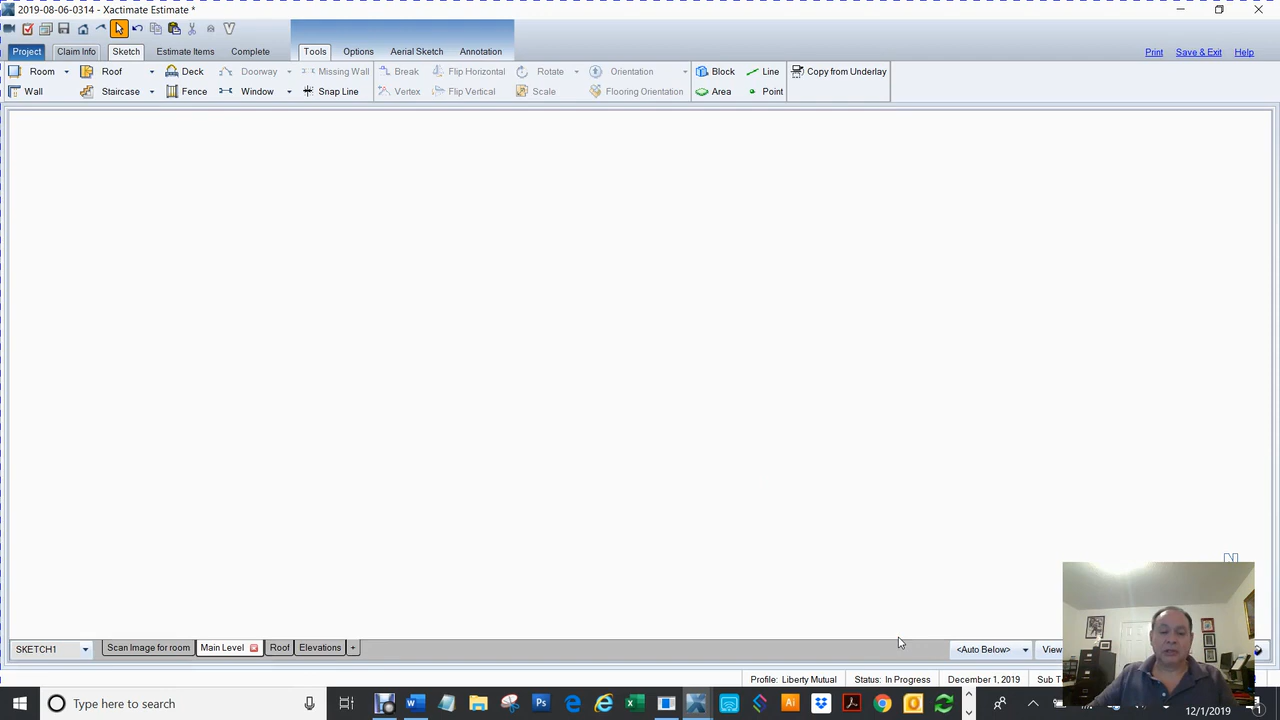 2019-08-06-0314 - Xactimate Estimate *
Project Claim Info Sketch Estimate Items Complete Tools Options Aerial Sketch Annotation Print Save & Exit Help
Room Roof Deck Doorway Missing Wall Break Flip Horizontal Rotate Orientation Block Line Copy from Underlay
Wall Staircase Fence Window Snap Line Vertex Flip Vertical Scale Flooring Orientation Area Point
N
SKETCH1 Scan Image for room Main Level Roof Elevations + <Auto Below> View
Profile: Liberty Mutual Status: In Progress December 1, 2019 Sub T
Type here to search
12/1/2019